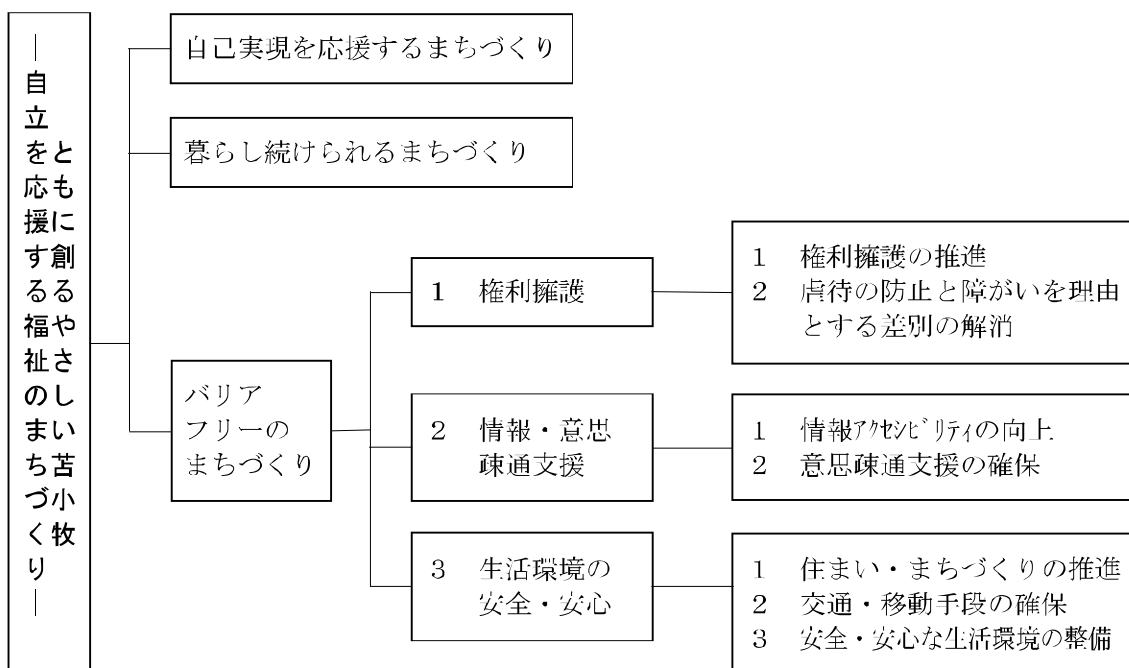 ともに創るやさしい苫小牧
―自立を応援する福祉のまちづくり―
自己実現を応援するまちづくり
暮らし続けられるまちづくり
バリア
フリーの
まちづくり
1 権利擁護
1 権利擁護の推進
2 虐待の防止と障がいを理由
とする差別の解消
2 情報・意思
疎通支援
1 情報ｱｸｾｼﾋﾞﾘﾃｨの向上
2 意思疎通支援の確保
3 生活環境の
安全・安心
1 住まい・まちづくりの推進
2 交通・移動手段の確保
3 安全・安心な生活環境の整備